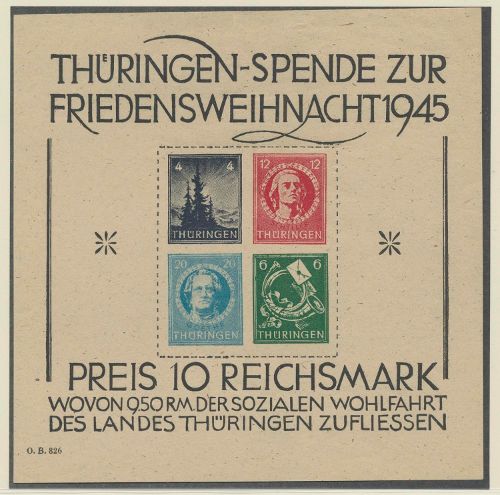 THÜRINGEN-SPENDE ZUR
FRIEDENSWEIHNACHT 1945
4 4
THÜRINGEN
12 12
THÜRINGEN
20 20
THÜRINGEN
6 6
THÜRINGEN
PREIS 10 REICHSMARK
WOVON 9,50 RM. DER SOZIALEN WOHLFAHRT
DES LANDES THÜRINGEN ZUFLIESSEN
O. B. 826